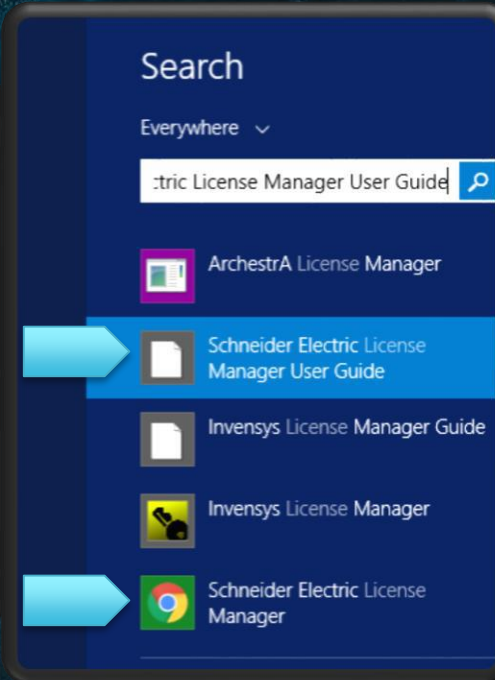 Search
Everywhere
tric License Manager User Guide
ArchestrA License Manager
Schneider Electric License
Manager User Guide
Invensys License Manager Guide
Invensys License Manager
Schneider Electric License
Manager